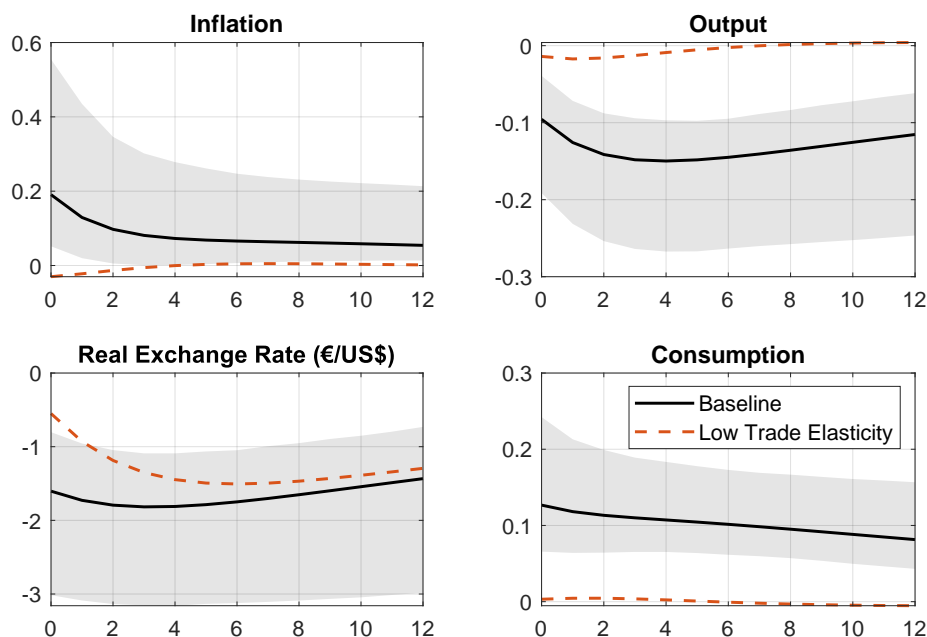 Inflation
0.6
0.4
0.2
0
0 2 4 6 8 10 12
Output
0
-0.1
-0.2
-0.3
0 2 4 6 8 10 12
Real Exchange Rate (€/US$)
0
-1
-2
-3
0 2 4 6 8 10 12
Consumption
0.3
0.2
0.1
0
0 2 4 6 8 10 12
Baseline
Low Trade Elasticity